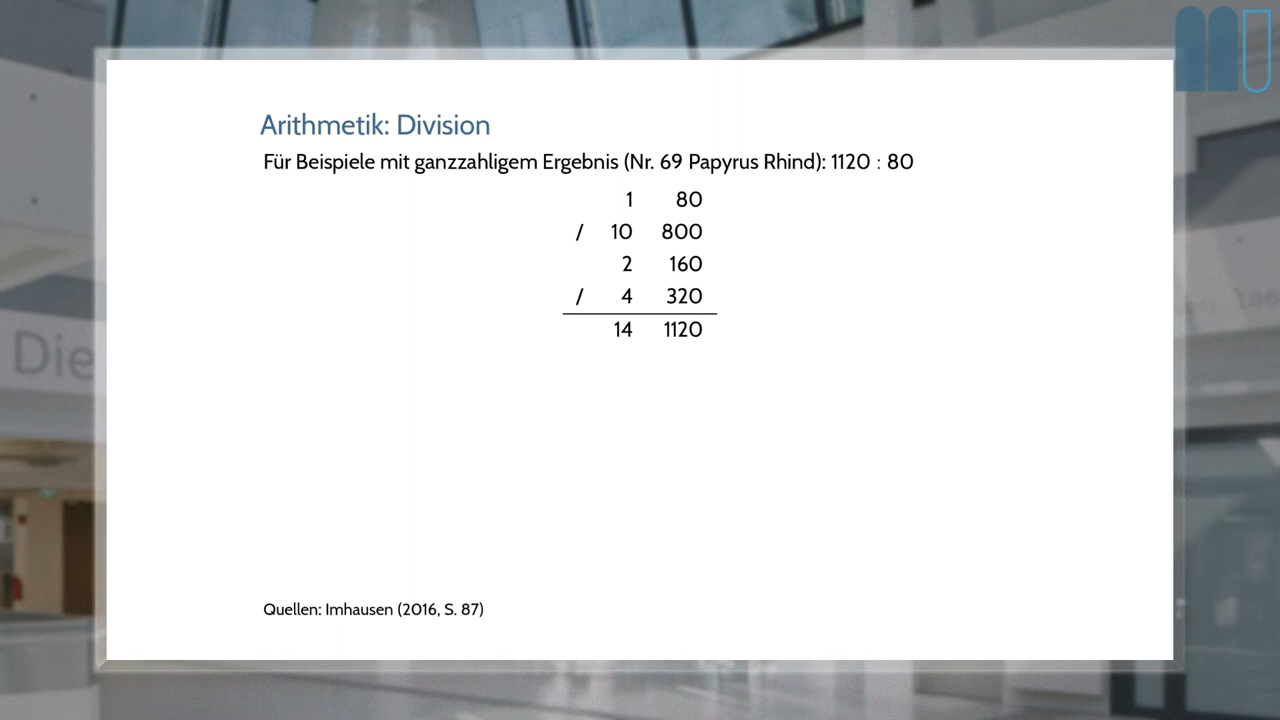 Arithmetik: Division
Für Beispiele mit ganzzahligem Ergebnis (Nr. 69 Papyrus Rhind): 1120 : 80
1 80
/ 10 800
2 160
/ 4 320
14 1120
Die
Quellen: Imhausen (2016, S. 87)